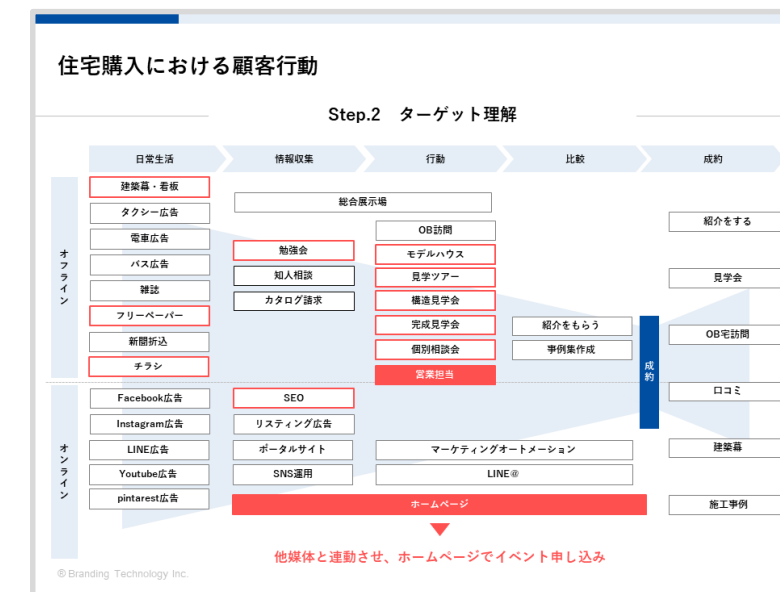 住宅購入における顧客行動
Step.2 ターゲット理解
日常生活
情報収集
行動
比較
成約
オフライン
建築幕・看板
タクシー広告
電車広告
バス広告
雑誌
フリーペーパー
新聞折込
チラシ
総合展示場
勉強会
知人相談
カタログ請求
OB訪問
モデルハウス
見学ツアー
構造見学会
完成見学会
個別相談会
営業担当
紹介をもらう
事例集作成
成約
紹介をする
見学会
OB宅訪問
口コミ
建築幕
施工事例
オンライン
Facebook広告
Instagram広告
LINE広告
Youtube広告
pintarest広告
SEO
リスティング広告
ポータルサイト
SNS運用
マーケティングオートメーション
LINE@
ホームページ
他媒体と連動させ、ホームページでイベント申し込み
® Branding Technology Inc.